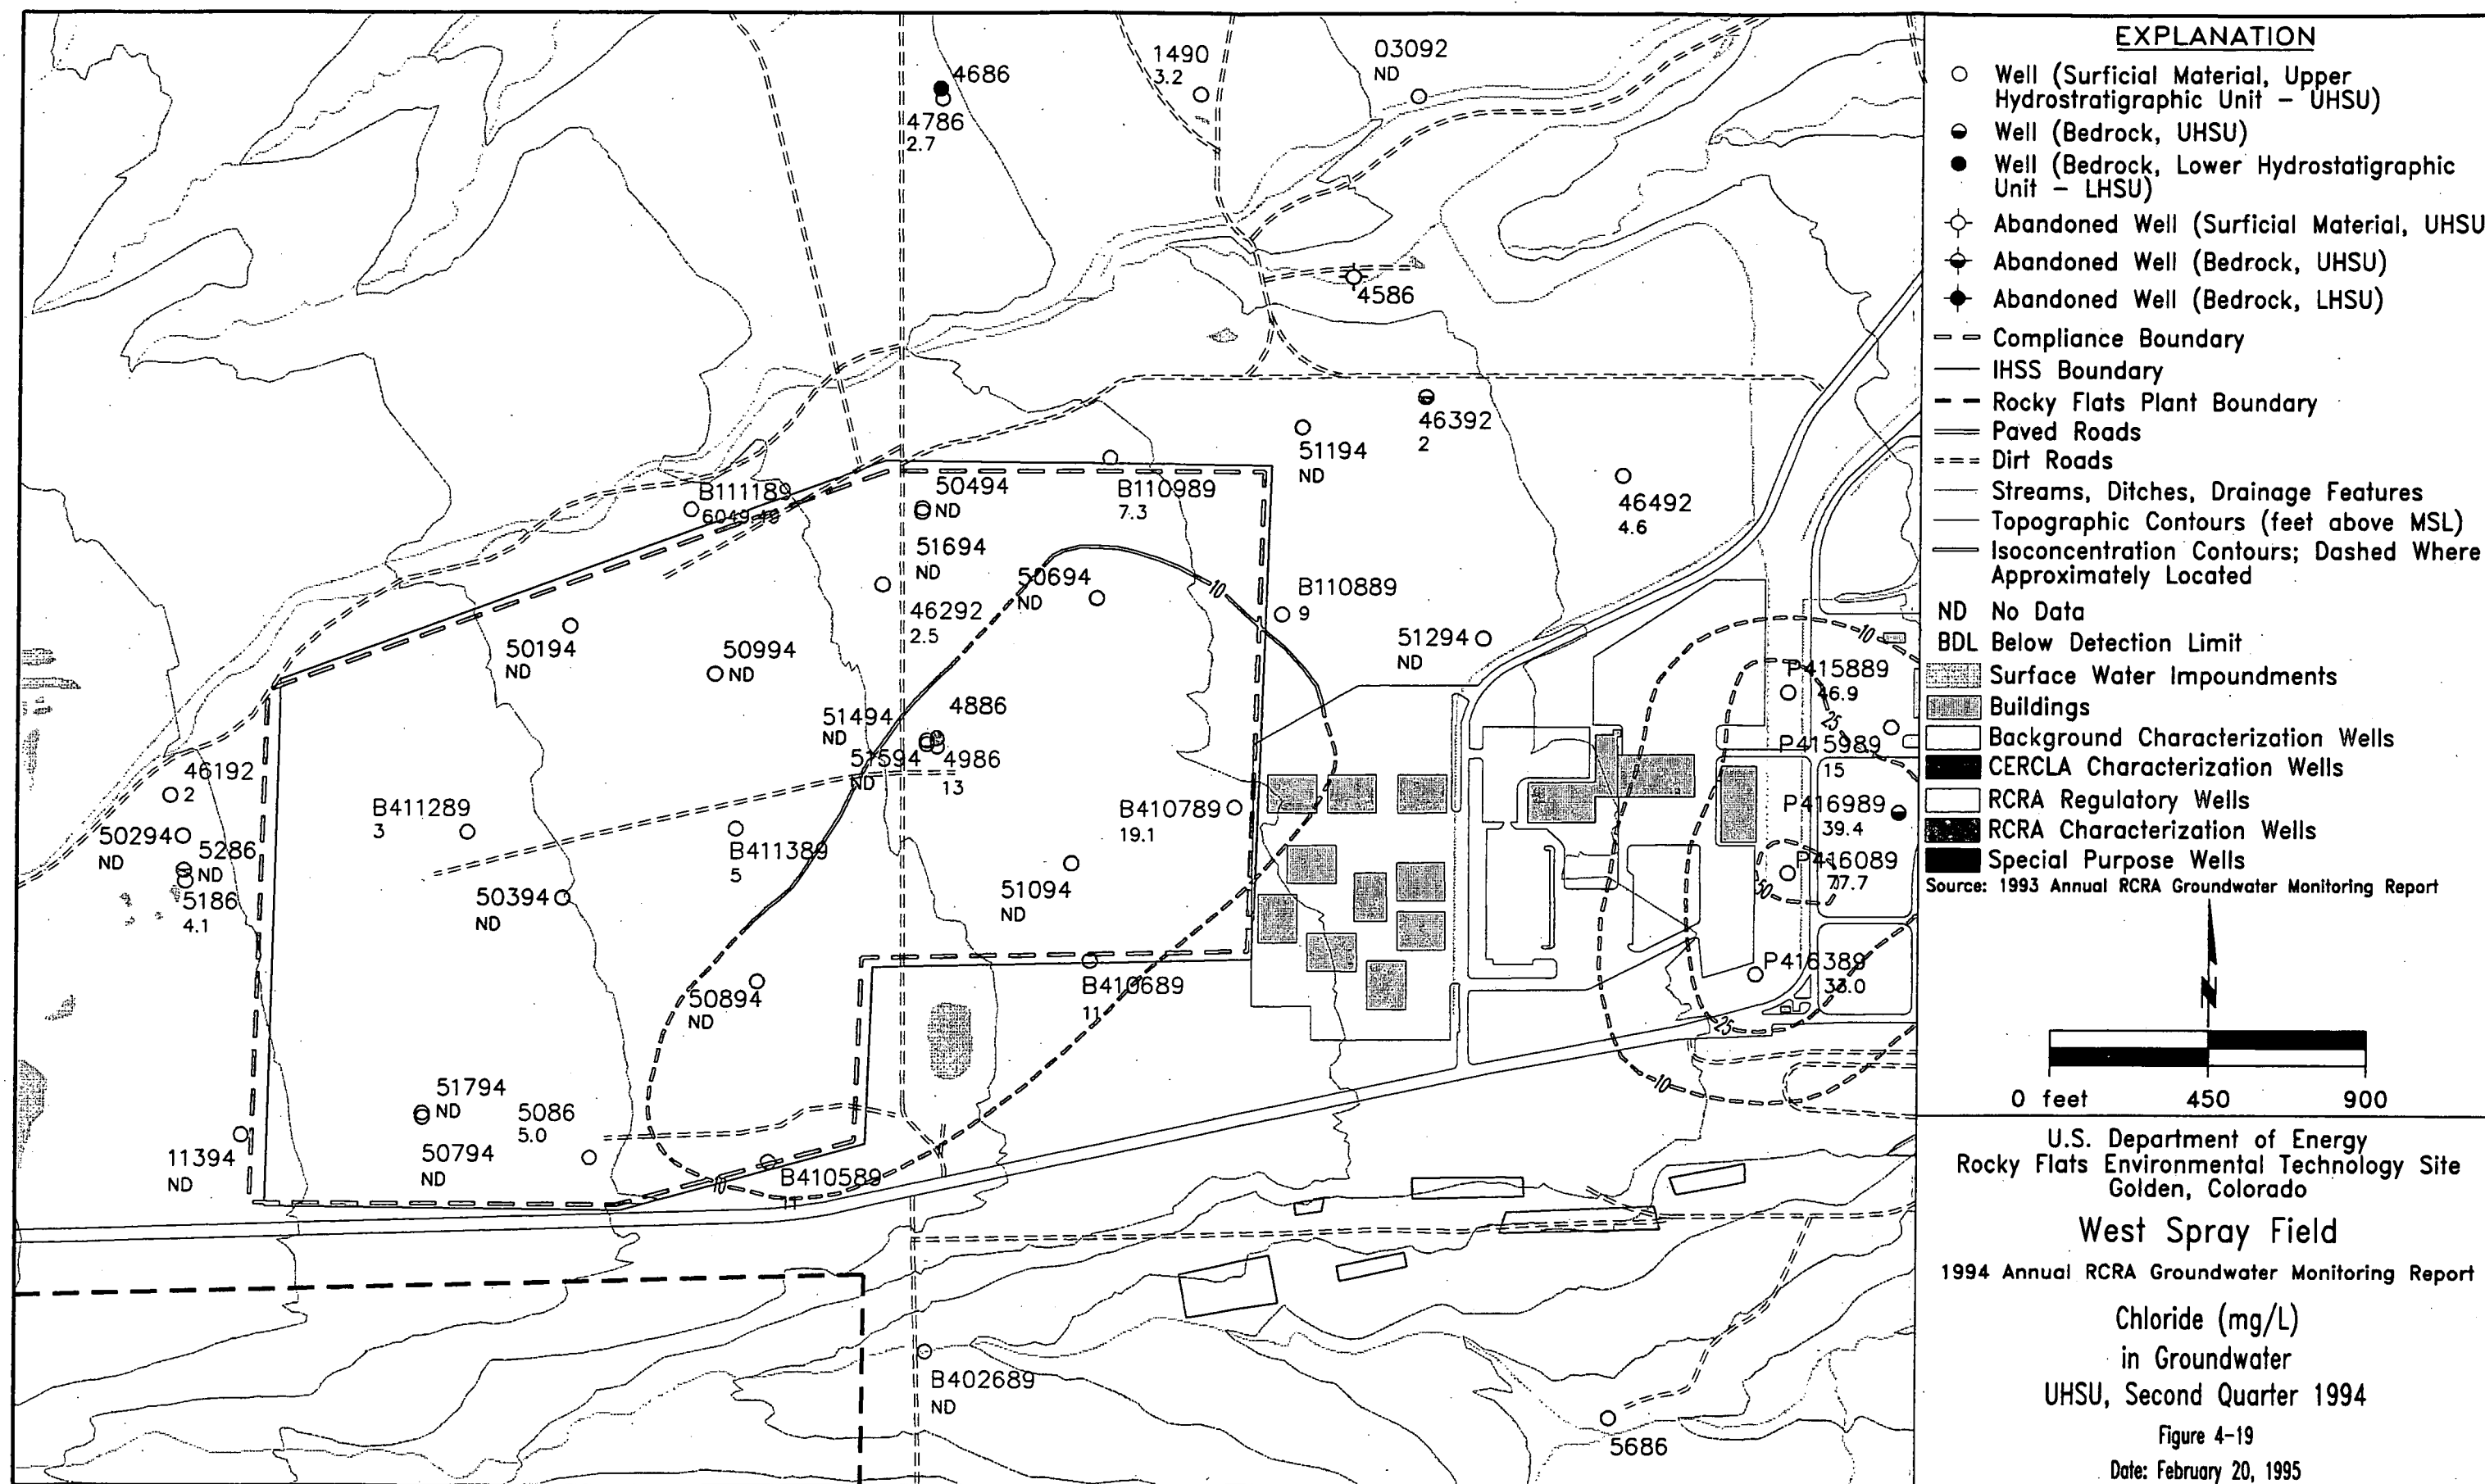 4686
4786
2.7
1490
3.2
03092
ND
4586
46392
2
51194
ND
46492
4.6
B110989
7.3
B111189
6049.40
50494
ND
51694
ND
50694
ND
46292
2.5
B110889
9
51294
ND
50194
ND
50994
ND
10
10
P415889
46.9
25
P415989
15
P416989
39.4
P416089
77.7
50
P416389
33.0
25
10
51494
ND
4886
51594
ND
4986
13
46192
2
50294
ND
5286
ND
5186
4.1
B411289
3
B411389
5
B410789
19.1
50394
ND
51094
ND
50894
ND
B410689
11
51794
ND
5086
5.0
50794
ND
11394
ND
B410589
11
10
B402689
ND
5686
EXPLANATION
Well (Surficial Material, Upper
Hydrostratigraphic Unit – UHSU)
Well (Bedrock, UHSU)
Well (Bedrock, Lower Hydrostatigraphic
Unit – LHSU)
Abandoned Well (Surficial Material, UHSU
Abandoned Well (Bedrock, UHSU)
Abandoned Well (Bedrock, LHSU)
Compliance Boundary
IHSS Boundary
Rocky Flats Plant Boundary
Paved Roads
Dirt Roads
Streams, Ditches, Drainage Features
Topographic Contours (feet above MSL)
Isoconcentration Contours; Dashed Where
Approximately Located
ND No Data
BDL Below Detection Limit
Surface Water Impoundments
Buildings
Background Characterization Wells
CERCLA Characterization Wells
RCRA Regulatory Wells
RCRA Characterization Wells
Special Purpose Wells
Source: 1993 Annual RCRA Groundwater Monitoring Report
N
0 feet 450 900
U.S. Department of Energy
Rocky Flats Environmental Technology Site
Golden, Colorado
West Spray Field
1994 Annual RCRA Groundwater Monitoring Report
Chloride (mg/L)
in Groundwater
UHSU, Second Quarter 1994
Figure 4-19
Date: February 20, 1995